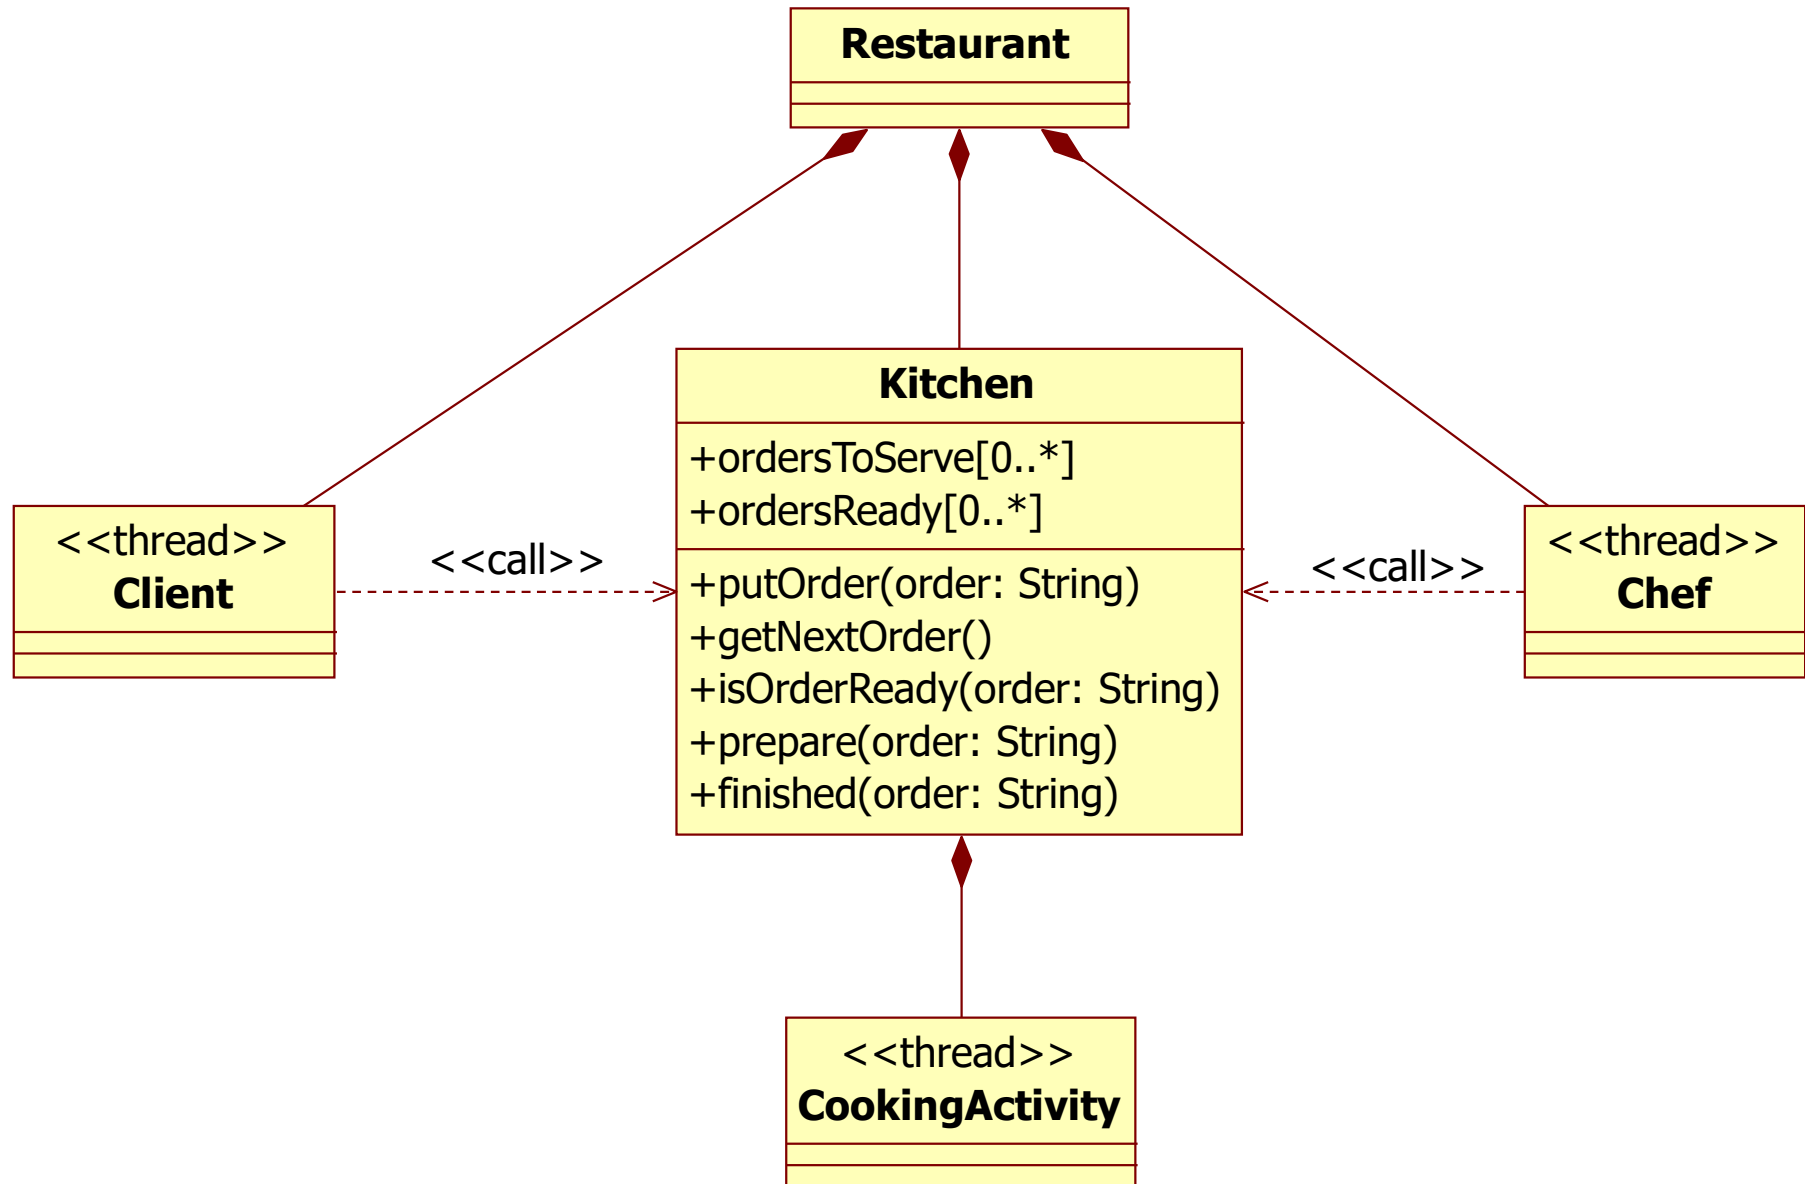 Restaurant
Kitchen
+ordersToServe[0..*]
+ordersReady[0..*]
<<thread>>
Client
<<call>>
+putOrder(order: String)
+getNextOrder()
+isOrderReady(order: String)
+prepare(order: String)
+finished(order: String)
<<call>>
<<thread>>
Chef
<<thread>>
CookingActivity